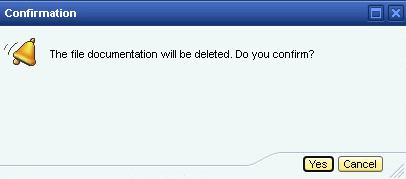 Confirmation
The file documentation will be deleted. Do you confirm?
Yes Cancel